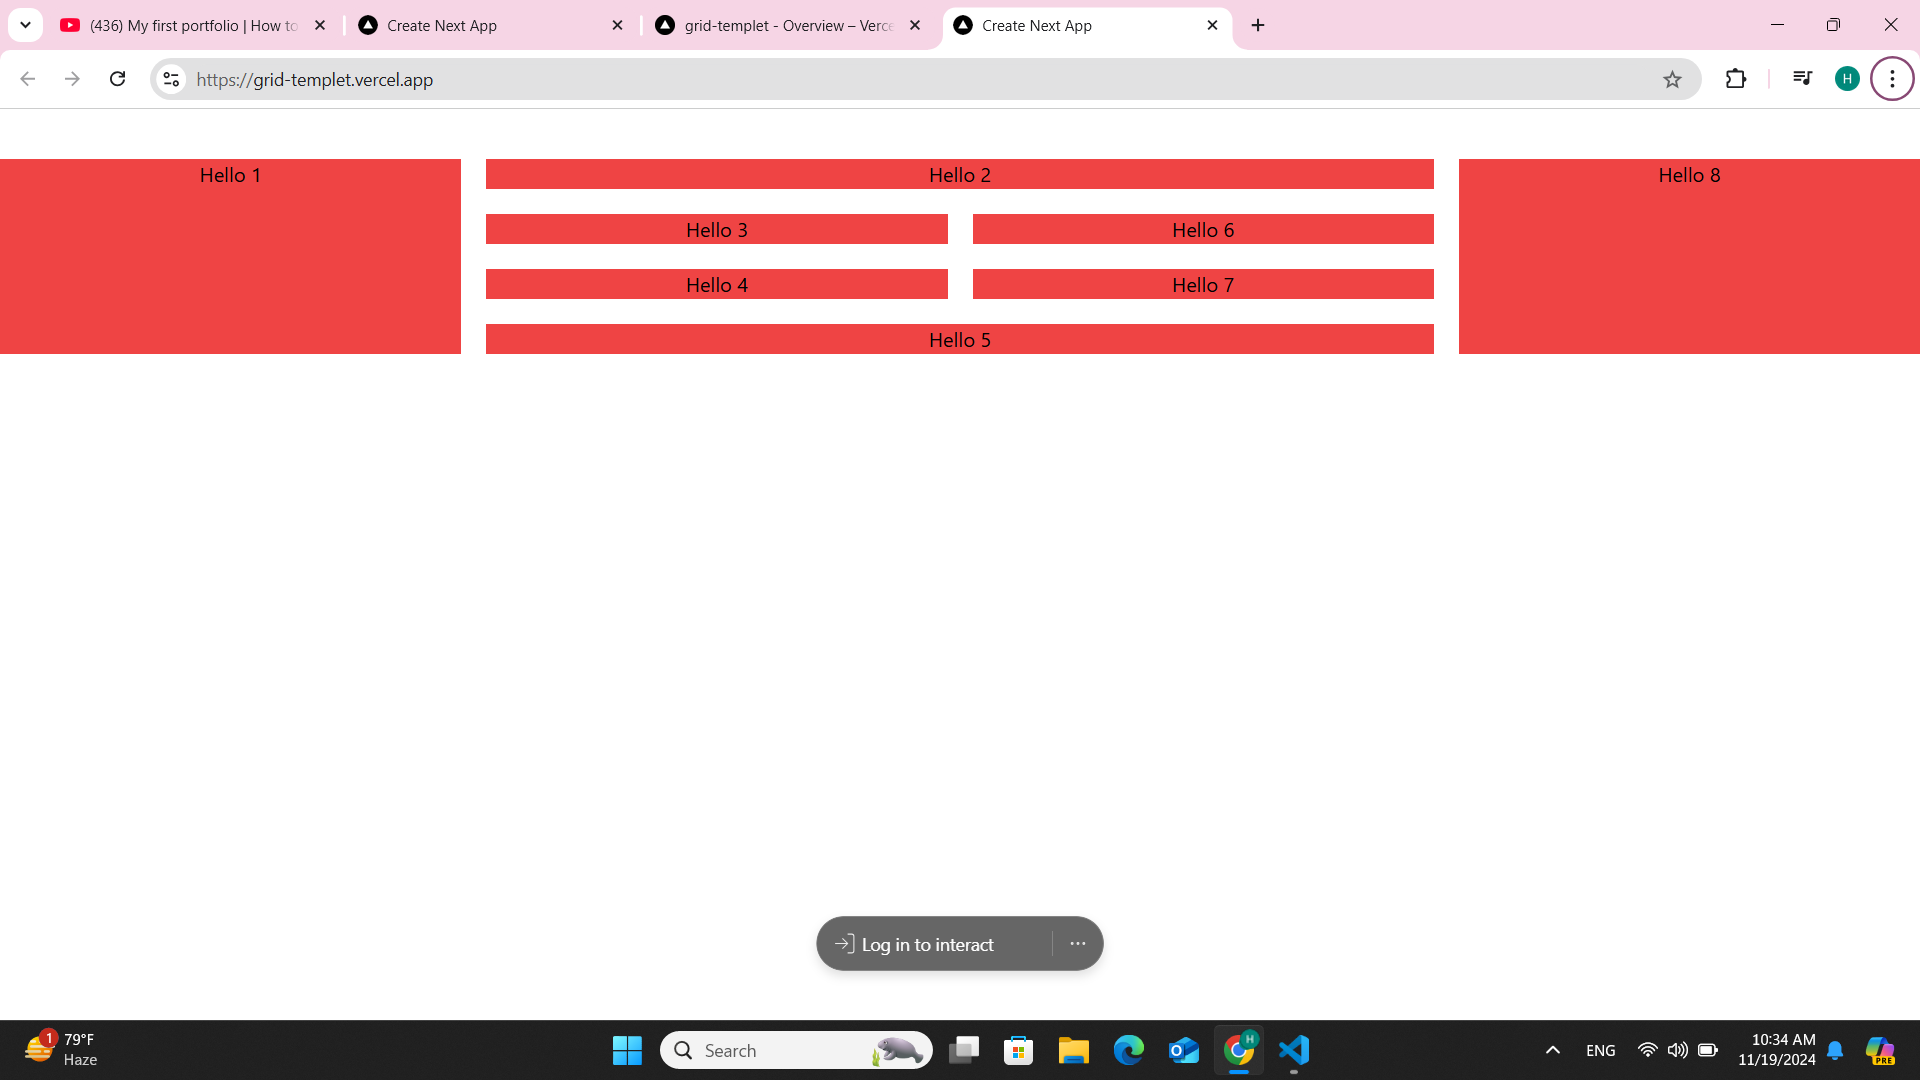 (436) My first portfolio | How to
Create Next App
grid-templet - Overview – Verce
Create Next App
https://grid-templet.vercel.app
H
Hello 1
Hello 2
Hello 8
Hello 3
Hello 6
Hello 4
Hello 7
Hello 5
Log in to interact
1
79°F
Haze
Search
H
ENG
10:34 AM
11/19/2024
PRE